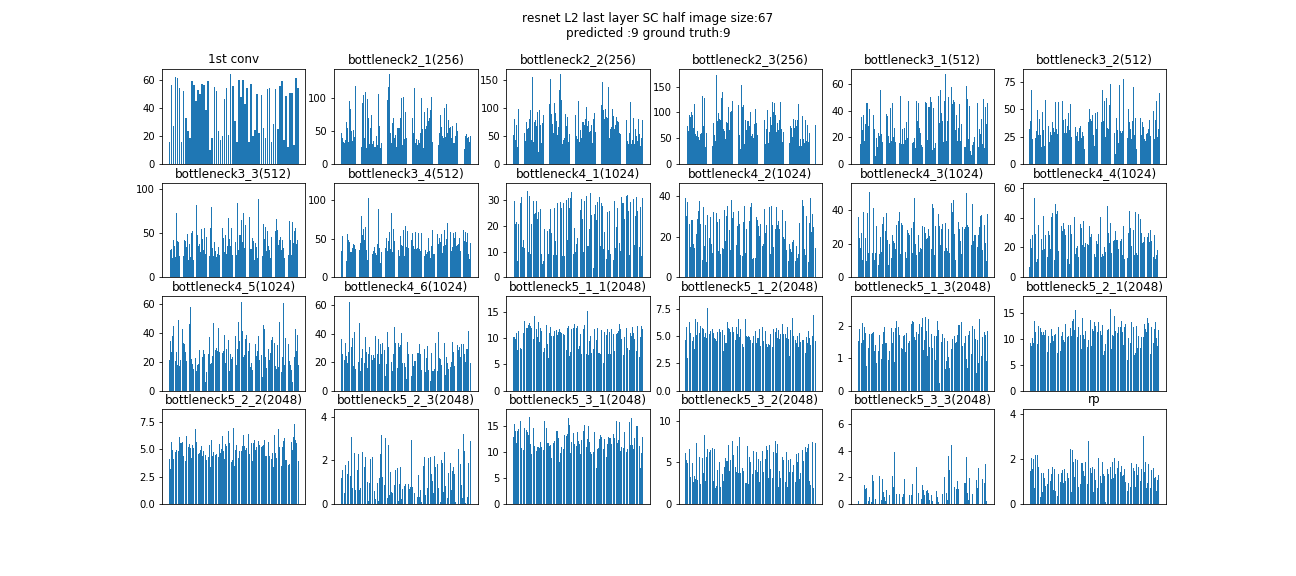 resnet L2 last layer SC half image size:67
predicted :9 ground truth:9
1st conv bottleneck2_1(256) bottleneck2_2(256) bottleneck2_3(256) bottleneck3_1(512) bottleneck3_2(512)
60 40 20 0
100 50 0
150 100 50 0
150 100 50 0
60 40 20 0
75 50 25 0
bottleneck3_3(512) bottleneck3_4(512) bottleneck4_1(1024) bottleneck4_2(1024) bottleneck4_3(1024) bottleneck4_4(1024)
100 50 0
100 50 0
30 20 10 0
40 20 0
40 20 0
60 40 20 0
bottleneck4_5(1024) bottleneck4_6(1024) bottleneck5_1_1(2048) bottleneck5_1_2(2048) bottleneck5_1_3(2048) bottleneck5_2_1(2048)
60 40 20 0
60 40 20 0
15 10 5 0
7.5 5.0 2.5 0.0
2 1 0
15 10 5 0
bottleneck5_2_2(2048) bottleneck5_2_3(2048) bottleneck5_3_1(2048) bottleneck5_3_2(2048) bottleneck5_3_3(2048) rp
7.5 5.0 2.5 0.0
4 2 0
15 10 5 0
10 5 0
6 4 2 0
4 2 0